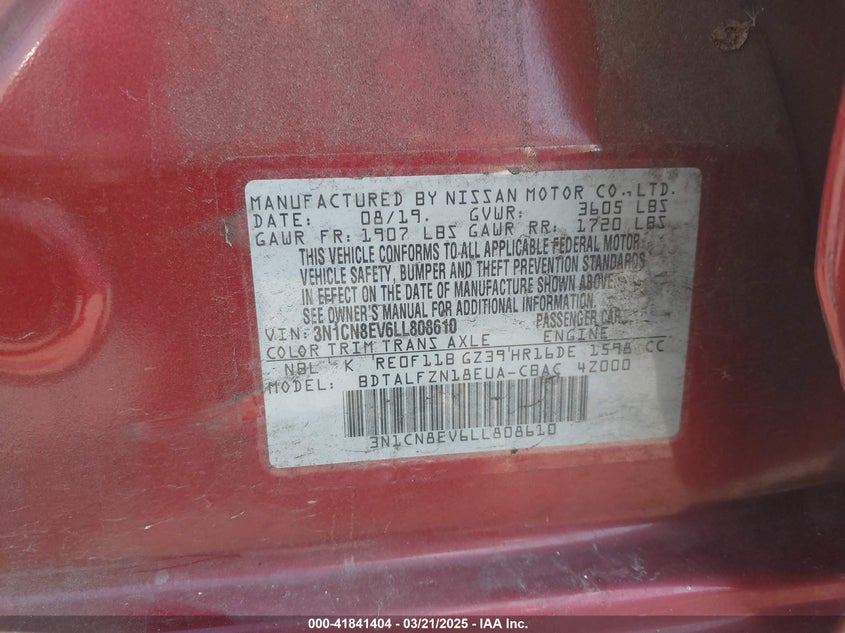 MANUFACTURED BY NISSAN MOTOR CO., LTD.
DATE: 08/19. GVWR: 3605 LBS
GAWR FR: 1907 LBS GAWR RR: 1720 LBS
THIS VEHICLE CONFORMS TO ALL APPLICABLE FEDERAL MOTOR
VEHICLE SAFETY, BUMPER AND THEFT PREVENTION STANDARDS
IN EFFECT ON THE DATE OF MANUFACTURE SHOWN ABOVE.
SEE OWNER'S MANUAL FOR ADDITIONAL INFORMATION.
VIN: 3N1CN8EV6LL808610 PASSENGER CAR
COLOR TRIM TRANS AXLE ENGINE
NBL K RE0F11B GZ39 HR16DE 1598 CC
MODEL: BDTALFZN18EUA-CBAC 4Z000
3N1CN8EV6LL808610
000-41841404 / 03/21/2025 - IAA Inc.